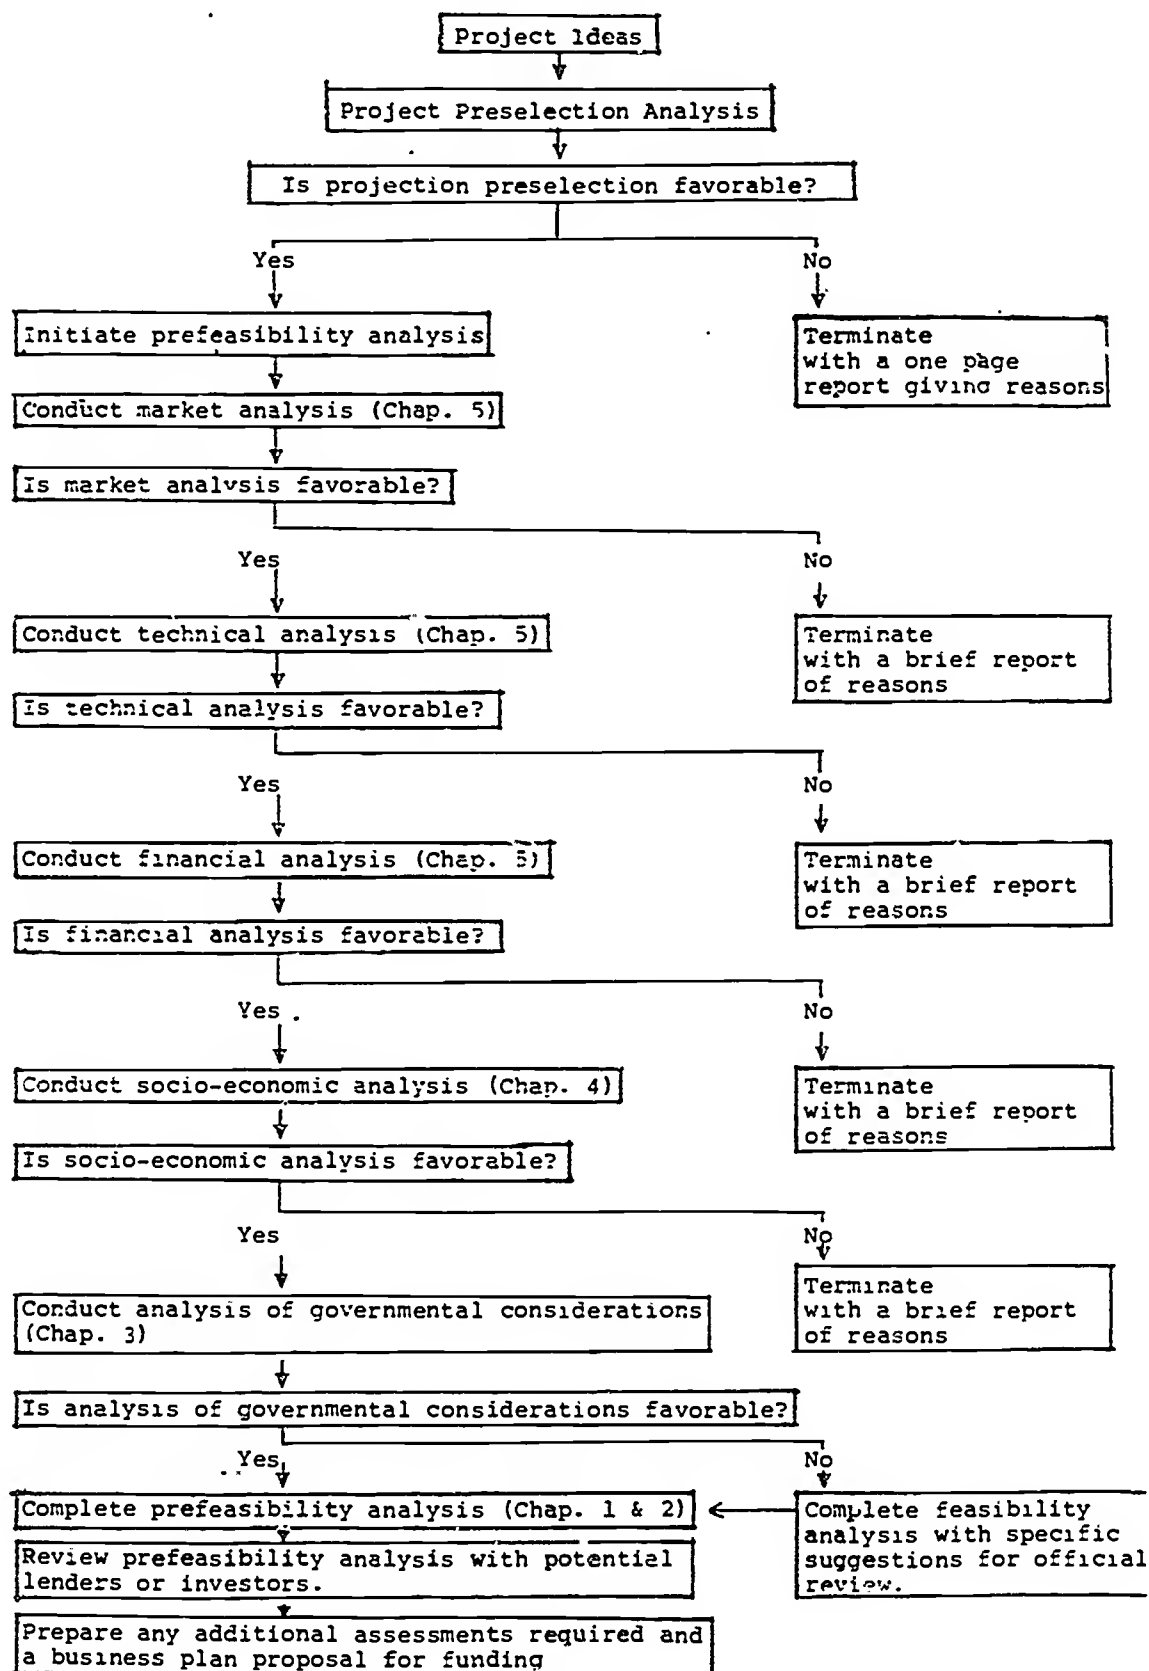 Project Ideas
Project Preselection Analysis
Is projection preselection favorable?
Yes
No
Initiate prefeasibility analysis
Terminate
with a one page
report giving reasons
Conduct market analysis (Chap. 5)
Is market analysis favorable?
Yes
No
Conduct technical analysis (Chap. 5)
Terminate
with a brief report
of reasons
Is technical analysis favorable?
Yes
No
Conduct financial analysis (Chap. 5)
Terminate
with a brief report
of reasons
Is financial analysis favorable?
Yes
No
Conduct socio-economic analysis (Chap. 4)
Terminate
with a brief report
of reasons
Is socio-economic analysis favorable?
Yes
No
Conduct analysis of governmental considerations
(Chap. 3)
Terminate
with a brief report
of reasons
Is analysis of governmental considerations favorable?
Yes
No
Complete prefeasibility analysis (Chap. 1 & 2)
Complete feasibility
analysis with specific
suggestions for official
review.
Review prefeasibility analysis with potential
lenders or investors.
Prepare any additional assessments required and
a business plan proposal for funding